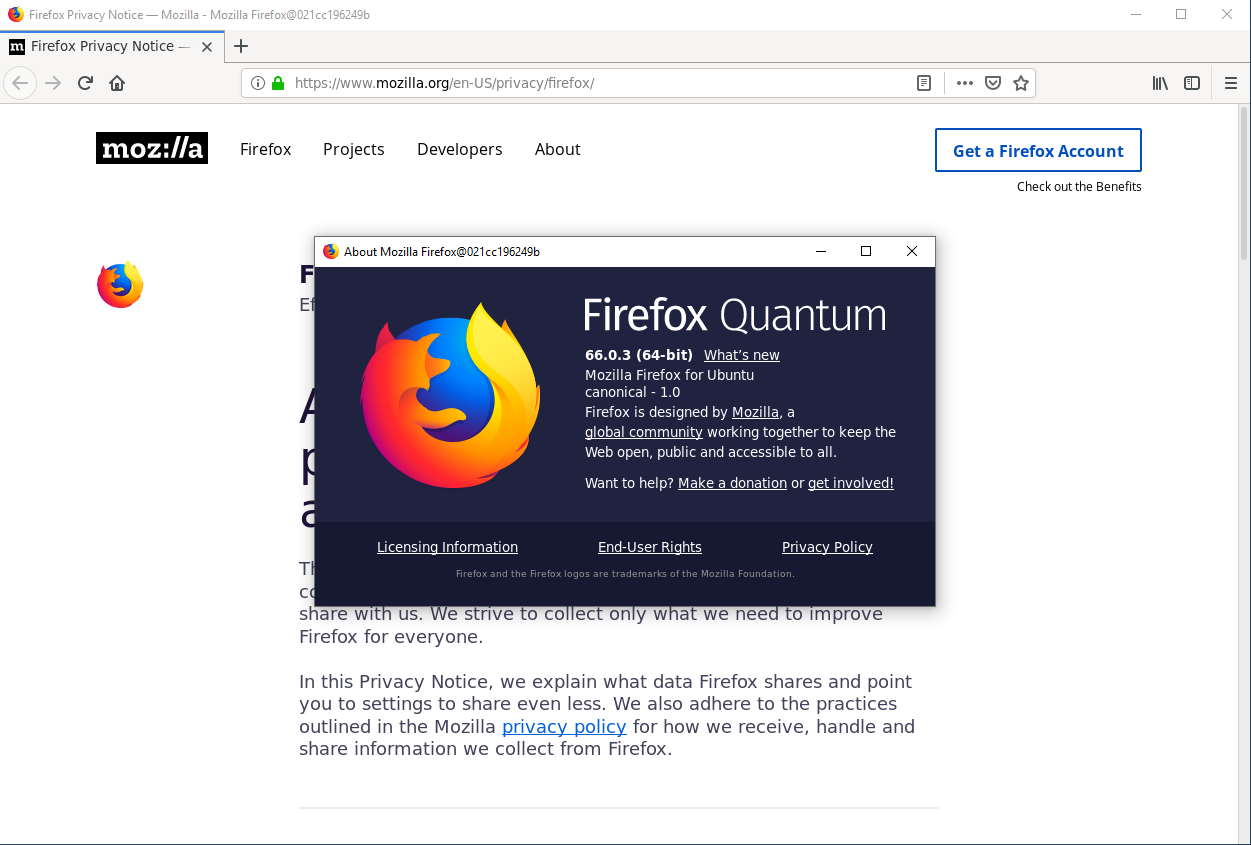 Firefox Privacy Notice — Mozilla - Mozilla Firefox@021cc196249b
m Firefox Privacy Notice —
https://www.mozilla.org/en-US/privacy/firefox/
moz://a
Firefox Projects Developers About
Get a Firefox Account
Check out the Benefits
About Mozilla Firefox@021cc196249b
F
Ef
Firefox Quantum
66.0.3 (64-bit) What's new
Mozilla Firefox for Ubuntu
canonical - 1.0
Firefox is designed by Mozilla, a
global community working together to keep the
Web open, public and accessible to all.
Want to help? Make a donation or get involved!
Licensing Information End-User Rights Privacy Policy
Firefox and the Firefox logos are trademarks of the Mozilla Foundation.
share with us. We strive to collect only what we need to improve
Firefox for everyone.
In this Privacy Notice, we explain what data Firefox shares and point
you to settings to share even less. We also adhere to the practices
outlined in the Mozilla privacy policy for how we receive, handle and
share information we collect from Firefox.